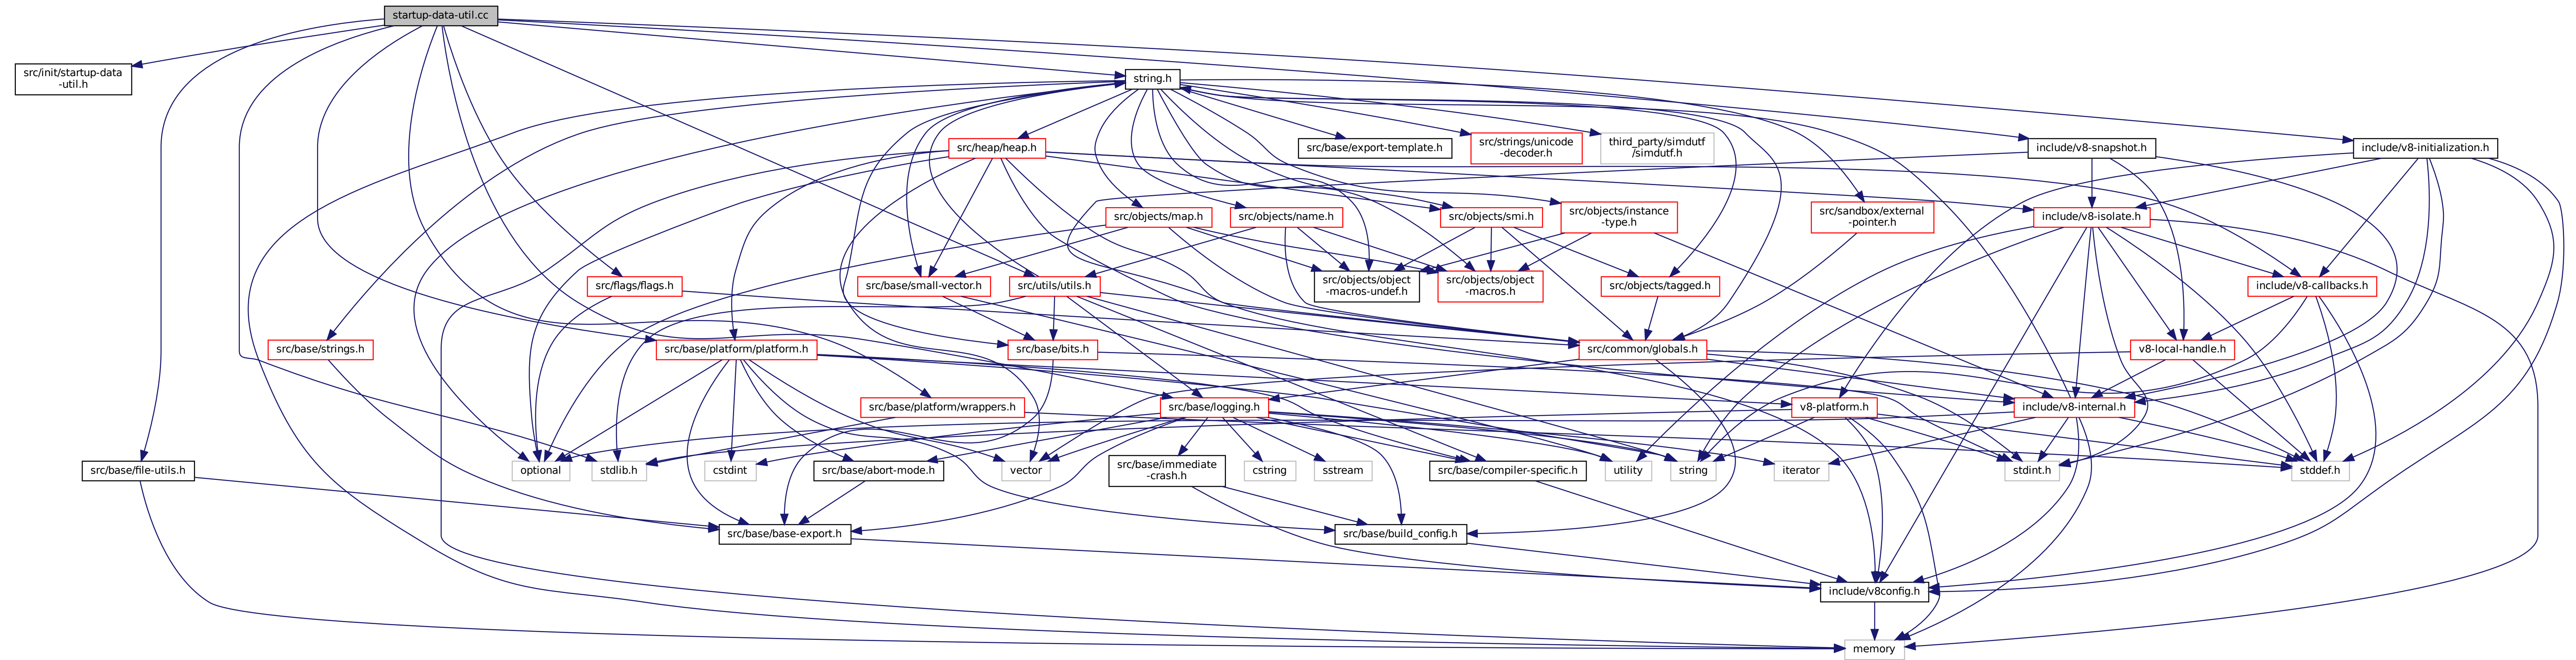 startup-data-util.cc
src/init/startup-data
-util.h
string.h
src/heap/heap.h
src/base/export-template.h
src/strings/unicode
-decoder.h
third_party/simdutf
/simdutf.h
include/v8-snapshot.h
include/v8-initialization.h
src/objects/map.h
src/objects/name.h
src/objects/smi.h
src/objects/instance
-type.h
src/sandbox/external
-pointer.h
include/v8-isolate.h
src/flags/flags.h
src/base/small-vector.h
src/utils/utils.h
src/objects/object
-macros-undef.h
src/objects/object
-macros.h
src/objects/tagged.h
include/v8-callbacks.h
src/base/strings.h
src/base/platform/platform.h
src/base/bits.h
src/common/globals.h
v8-local-handle.h
src/base/platform/wrappers.h
src/base/logging.h
v8-platform.h
include/v8-internal.h
src/base/file-utils.h
optional
stdlib.h
cstdint
src/base/abort-mode.h
vector
src/base/immediate
-crash.h
cstring
sstream
src/base/compiler-specific.h
utility
string
iterator
stdint.h
stddef.h
src/base/base-export.h
src/base/build_config.h
include/v8config.h
memory